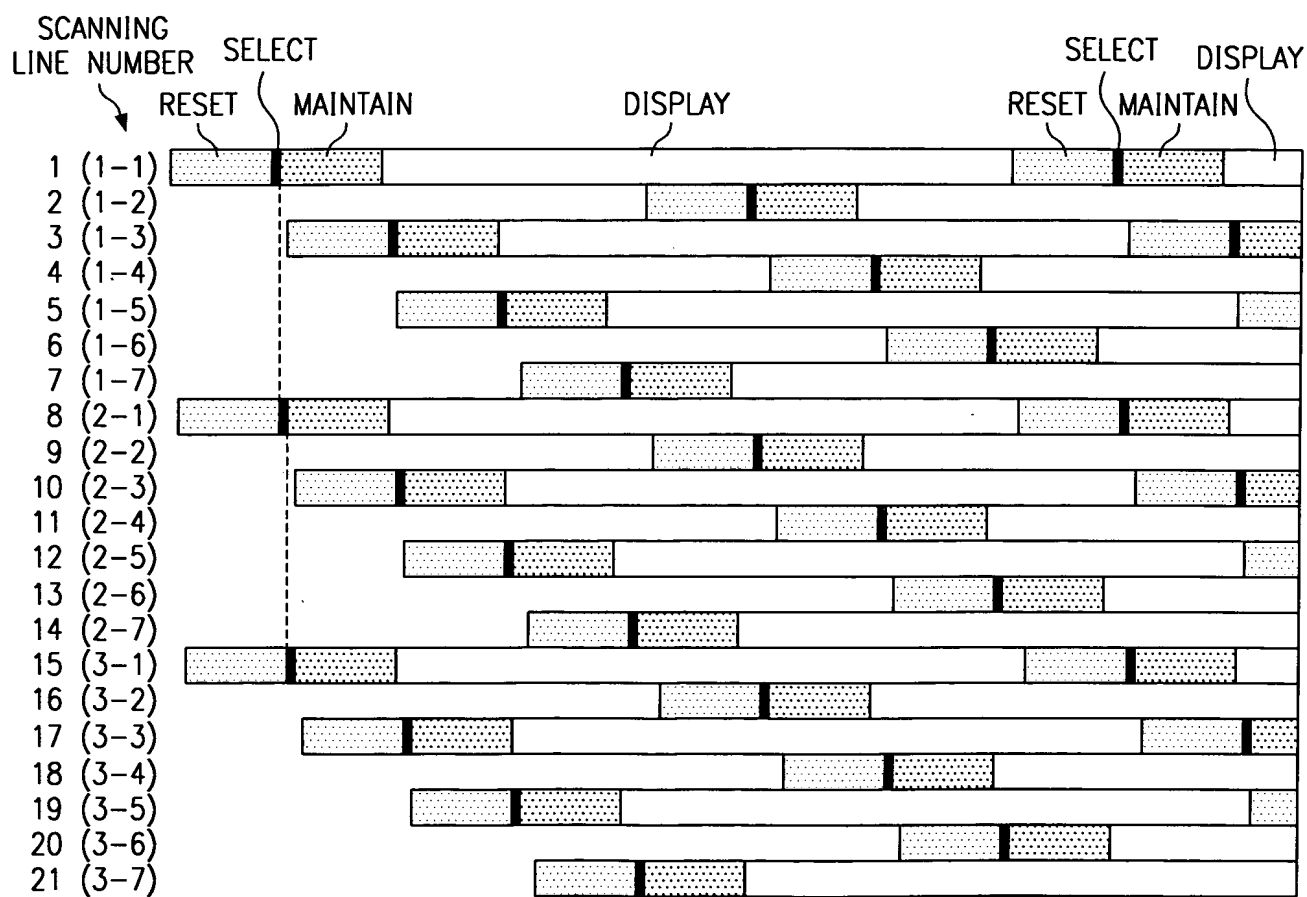 SCANNING
LINE NUMBER
SELECT
RESET
MAINTAIN
DISPLAY
SELECT
DISPLAY
RESET
MAINTAIN
1 (1-1)
2 (1-2)
3 (1-3)
4 (1-4)
5 (1-5)
6 (1-6)
7 (1-7)
8 (2-1)
9 (2-2)
10 (2-3)
11 (2-4)
12 (2-5)
13 (2-6)
14 (2-7)
15 (3-1)
16 (3-2)
17 (3-3)
18 (3-4)
19 (3-5)
20 (3-6)
21 (3-7)